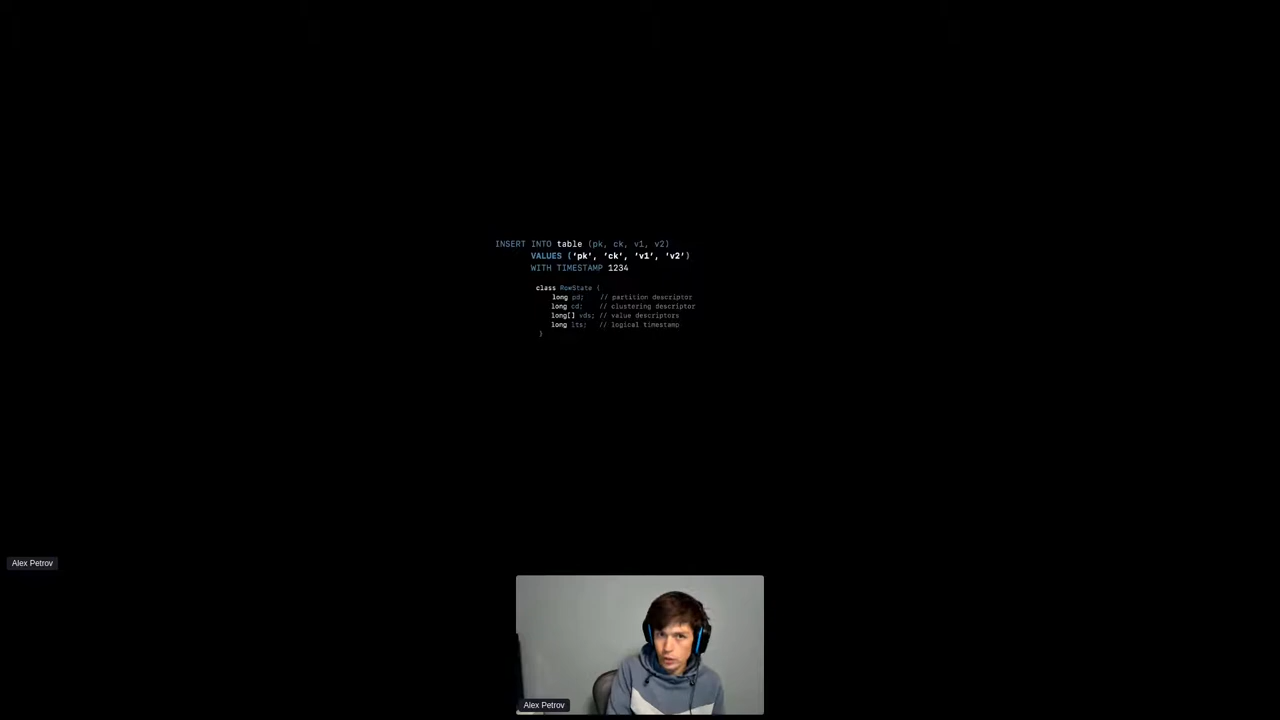 INSERT INTO table (pk, ck, v1, v2)
VALUES ('pk', 'ck', 'v1', 'v2')
WITH TIMESTAMP 1234
class RowState {
long pd; // partition descriptor
long cd; // clustering descriptor
long[] vds; // value descriptors
long lts; // logical timestamp
}
Alex Petrov
Alex Petrov